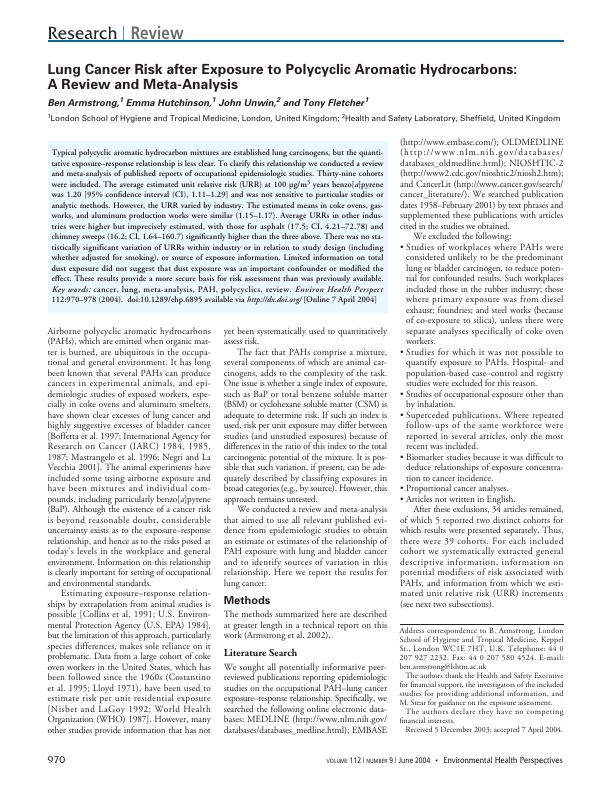 Research | Review
Lung Cancer Risk after Exposure to Polycyclic Aromatic Hydrocarbons:
A Review and Meta-Analysis
Ben Armstrong,1 Emma Hutchinson,1 John Unwin,2 and Tony Fletcher1
1London School of Hygiene and Tropical Medicine, London, United Kingdom; 2Health and Safety Laboratory, Sheffield, United Kingdom
Typical polycyclic aromatic hydrocarbon mixtures are established lung carcinogens, but the quanti-
tative exposure–response relationship is less clear. To clarify this relationship we conducted a review
and meta-analysis of published reports of occupational epidemiologic studies. Thirty-nine cohorts
were included. The average estimated unit relative risk (URR) at 100 µg/m3 years benzo[a]pyrene
was 1.20 [95% confidence interval (CI), 1.11–1.29] and was not sensitive to particular studies or
analytic methods. However, the URR varied by industry. The estimated means in coke ovens, gas-
works, and aluminum production works were similar (1.15–1.17). Average URRs in other indus-
tries were higher but imprecisely estimated, with those for asphalt (17.5; CI, 4.21–72.78) and
chimney sweeps (16.2; CI, 1.64–160.7) significantly higher than the three above. There was no sta-
tistically significant variation of URRs within industry or in relation to study design (including
whether adjusted for smoking), or source of exposure information. Limited information on total
dust exposure did not suggest that dust exposure was an important confounder or modified the
effect. These results provide a more secure basis for risk assessment than was previously available.
Key words: cancer, lung, meta-analysis, PAH, polycyclics, review. Environ Health Perspect
112:970–978 (2004). doi:10.1289/ehp.6895 available via http://dx.doi.org/ [Online 7 April 2004]
Airborne polycyclic aromatic hydrocarbons
(PAHs), which are emitted when organic mat-
ter is burned, are ubiquitous in the occupa-
tional and general environment. It has long
been known that several PAHs can produce
cancers in experimental animals, and epi-
demiologic studies of exposed workers, espe-
cially in coke ovens and aluminum smelters,
have shown clear excesses of lung cancer and
highly suggestive excesses of bladder cancer
[Boffetta et al. 1997; International Agency for
Research on Cancer (IARC) 1984, 1985,
1987; Mastrangelo et al. 1996; Negri and La
Vecchia 2001]. The animal experiments have
included some using airborne exposure and
have been mixtures and individual com-
pounds, including particularly benzo[a]pyrene
(BaP). Although the existence of a cancer risk
is beyond reasonable doubt, considerable
uncertainty exists as to the exposure–response
relationship, and hence as to the risks posed at
today's levels in the workplace and general
environment. Information on this relationship
is clearly important for setting of occupational
and environmental standards.
Estimating exposure–response relation-
ships by extrapolation from animal studies is
possible [Collins et al. 1991; U.S. Environ-
mental Protection Agency (U.S. EPA) 1984],
but the limitation of this approach, particularly
species differences, makes sole reliance on it
problematic. Data from a large cohort of coke
oven workers in the United States, which has
been followed since the 1960s (Costantino
et al. 1995; Lloyd 1971), have been used to
estimate risk per unit residential exposure
[Nisbet and LaGoy 1992; World Health
Organization (WHO) 1987]. However, many
other studies provide information that has not
yet been systematically used to quantitatively
assess risk.
The fact that PAHs comprise a mixture,
several components of which are animal car-
cinogens, adds to the complexity of the task.
One issue is whether a single index of exposure,
such as BaP or total benzene soluble matter
(BSM) or cyclohexane soluble matter (CSM) is
adequate to determine risk. If such an index is
used, risk per unit exposure may differ between
studies (and unstudied exposures) because of
differences in the ratio of this index to the total
carcinogenic potential of the mixture. It is pos-
sible that such variation, if present, can be ade-
quately described by classifying exposures in
broad categories (e.g., by source). However, this
approach remains untested.
We conducted a review and meta-analysis
that aimed to use all relevant published evi-
dence from epidemiologic studies to obtain
an estimate or estimates of the relationship of
PAH exposure with lung and bladder cancer
and to identify sources of variation in this
relationship. Here we report the results for
lung cancer.
Methods
The methods summarized here are described
at greater length in a technical report on this
work (Armstrong et al. 2002).
Literature Search
We sought all potentially informative peer-
reviewed publications reporting epidemiologic
studies on the occupational PAH–lung cancer
exposure–response relationship. Specifically, we
searched the following online electronic data-
bases: MEDLINE (http://www.nlm.nih.gov/
databases/databases_medline.html); EMBASE
(http://www.embase.com/); OLDMEDLINE
(http://www.nlm.nih.gov/databases/
databases_oldmedline.html); NIOSHTIC-2
(http://www2.cdc.gov/nioshtic2/niosh2.htm);
and CancerLit (http://www.cancer.gov/search/
cancer_literature/). We searched publication
dates 1958–February 2001) by text phrases and
supplemented these publications with articles
cited in the studies we obtained.
We excluded the following:
• Studies of workplaces where PAHs were
considered unlikely to be the predominant
lung or bladder carcinogen, to reduce poten-
tial for confounded results. Such workplaces
included those in the rubber industry; those
where primary exposure was from diesel
exhaust; foundries; and steel works (because
of co-exposure to silica), unless there were
separate analyses specifically of coke oven
workers.
• Studies for which it was not possible to
quantify exposure to PAHs. Hospital- and
population-based case–control and registry
studies were excluded for this reason.
• Studies of occupational exposure other than
by inhalation.
• Superceded publications. Where repeated
follow-ups of the same workforce were
reported in several articles, only the most
recent was included.
• Biomarker studies because it was difficult to
deduce relationships of exposure concentra-
tion to cancer incidence.
• Proportional cancer analyses.
• Articles not written in English.
After these exclusions, 34 articles remained,
of which 5 reported two distinct cohorts for
which results were presented separately. Thus,
there were 39 cohorts. For each included
cohort we systematically extracted general
descriptive information, information on
potential modifiers of risk associated with
PAHs, and information from which we esti-
mated unit relative risk (URR) increments
(see next two subsections).
Address correspondence to B. Armstrong, London
School of Hygiene and Tropical Medicine, Keppel
St., London WC1E 7HT, U.K. Telephone: 44 0
207 927 2232. Fax: 44 0 207 580 4524. E-mail:
ben.armstrong@lshtm.ac.uk
The authors thank the Health and Safety Executive
for financial support, the investigators of the included
studies for providing additional information, and
M. Stear for guidance on the exposure assessment.
The authors declare they have no competing
financial interests.
Received 5 December 2003; accepted 7 April 2004.
970
VOLUME 112 | NUMBER 9 | June 2004 • Environmental Health Perspectives